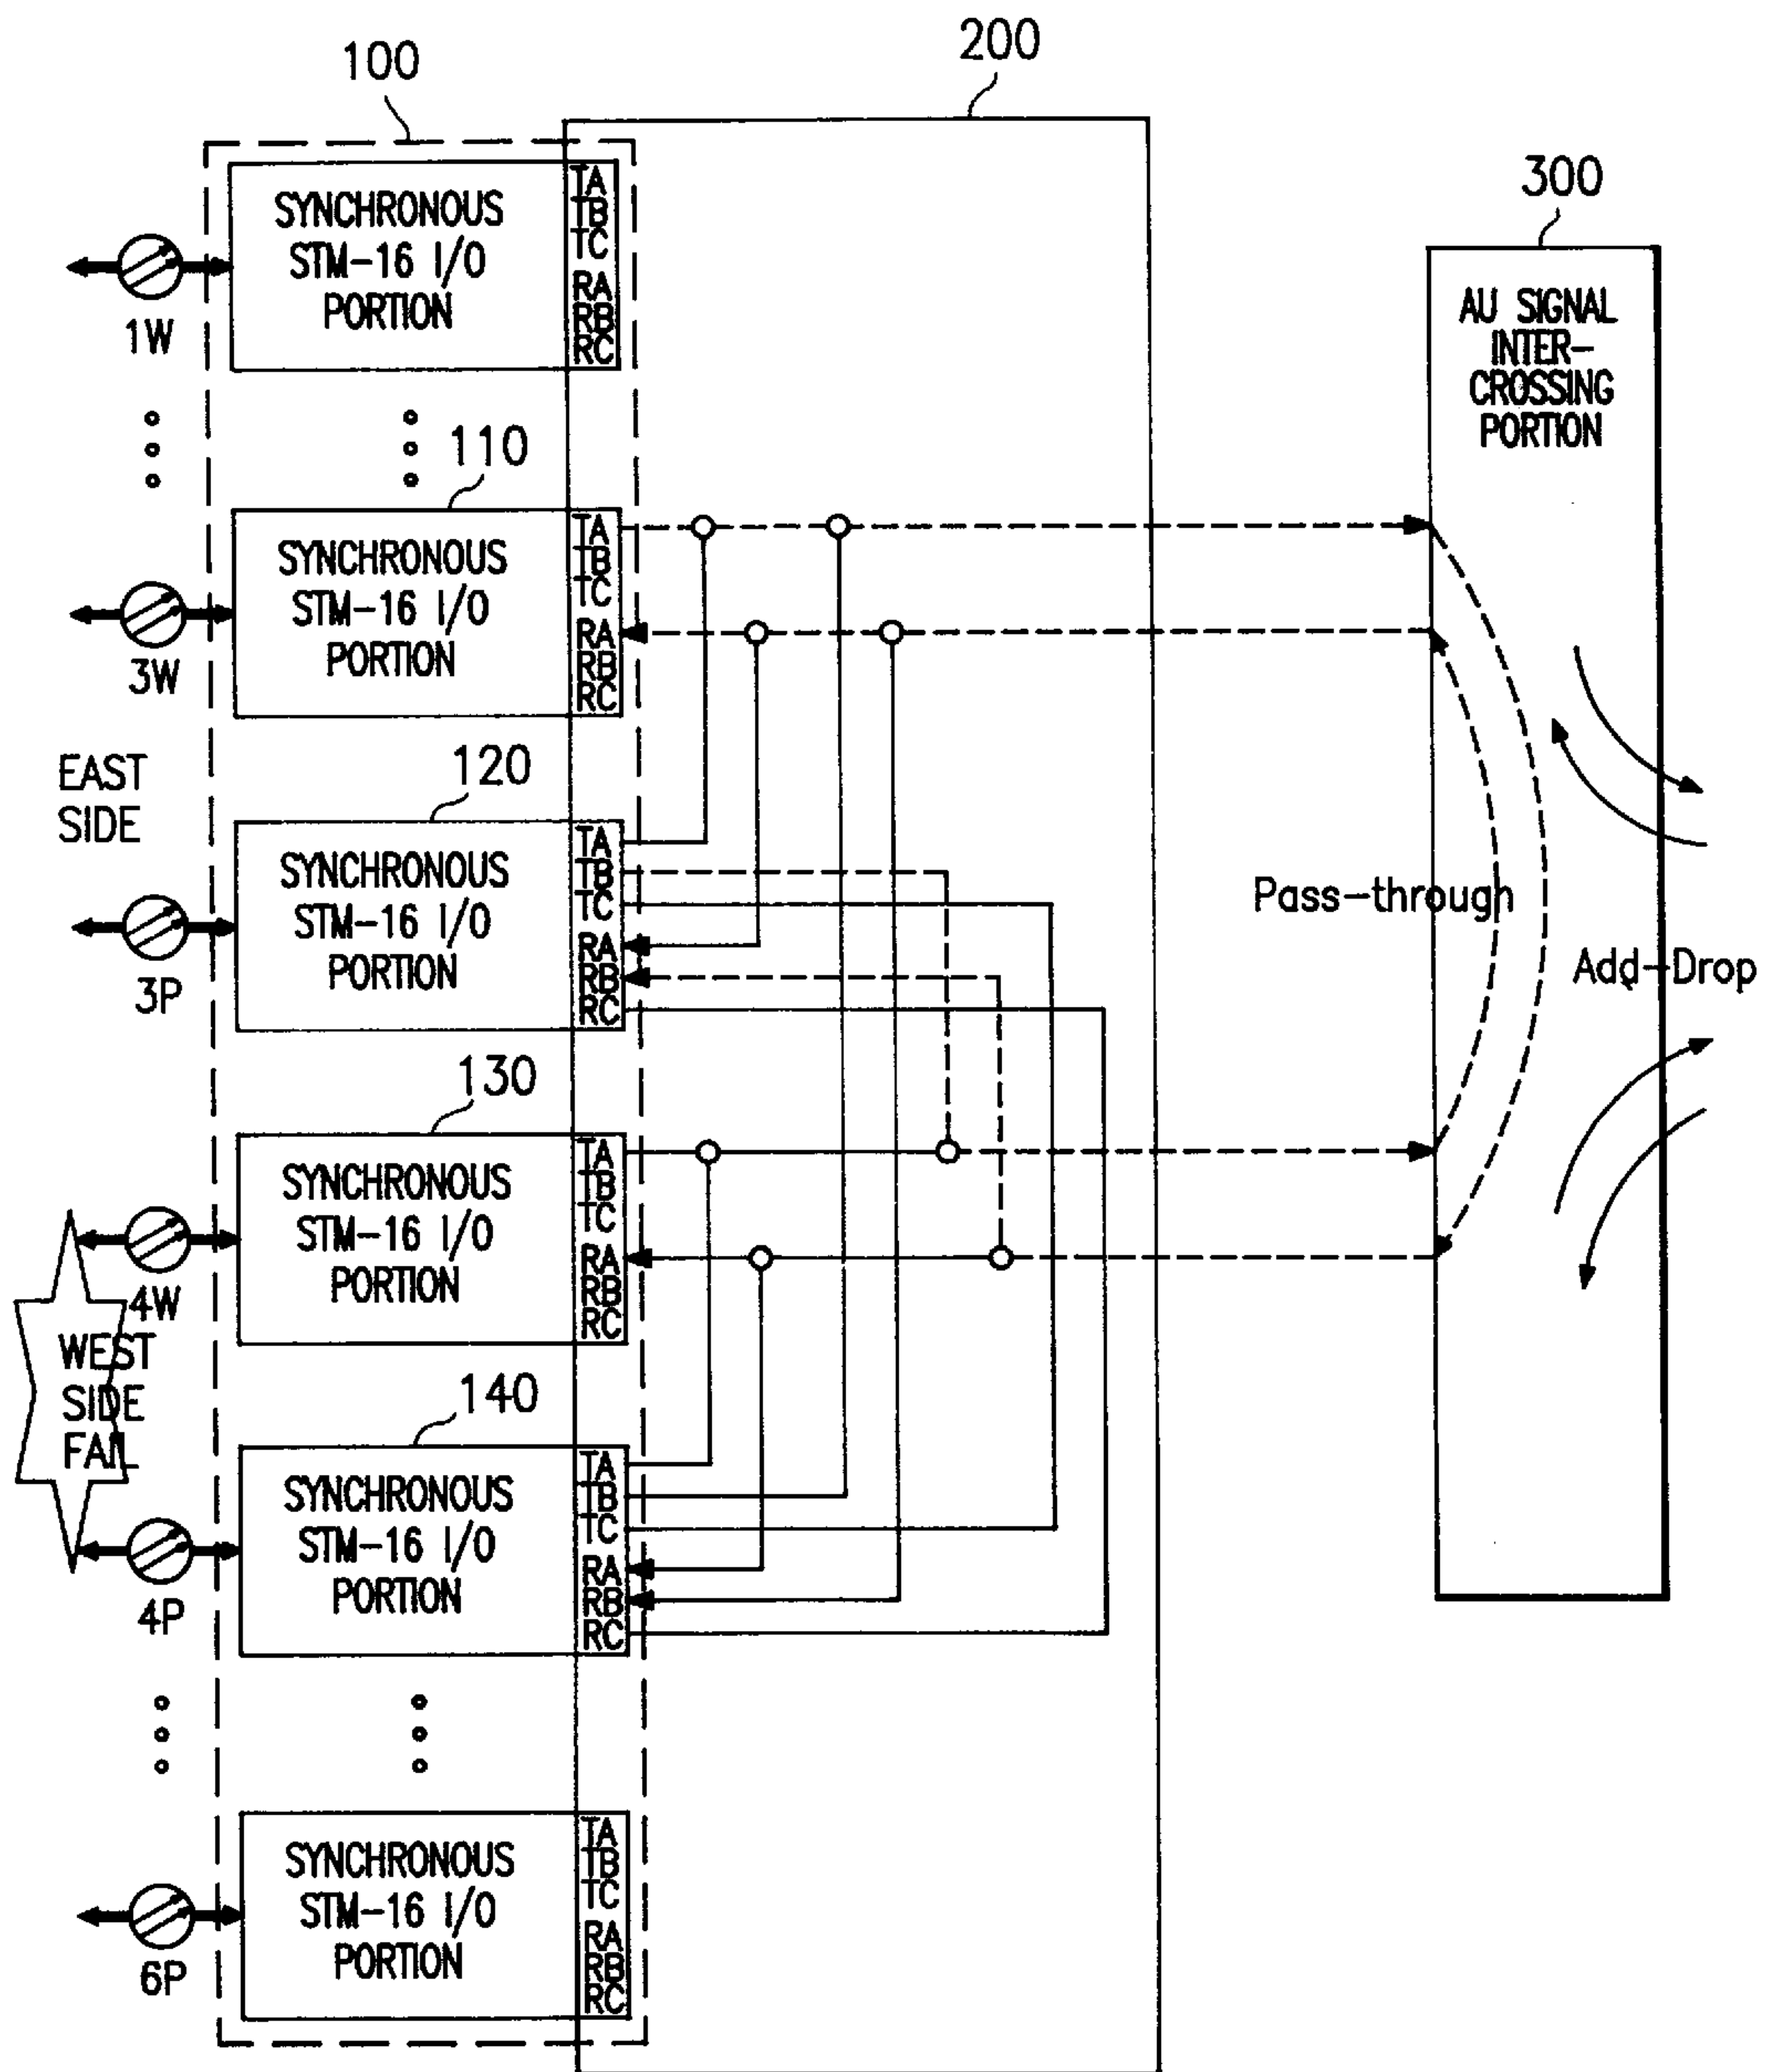 100
200
300
SYNCHRONOUS
STM-16 I/O
PORTION
TA
TB
TC
RA
RB
RC
1W
AU SIGNAL
INTER-
CROSSING
PORTION
110
SYNCHRONOUS
STM-16 I/O
PORTION
TA
TB
TC
RA
RB
RC
3W
EAST
SIDE
120
SYNCHRONOUS
STM-16 I/O
PORTION
TA
TB
TC
RA
RB
RC
3P
Pass-through
Add-Drop
130
SYNCHRONOUS
STM-16 I/O
PORTION
TA
TB
TC
RA
RB
RC
4W
WEST
SIDE
FAIL
140
SYNCHRONOUS
STM-16 I/O
PORTION
TA
TB
TC
RA
RB
RC
4P
SYNCHRONOUS
STM-16 I/O
PORTION
TA
TB
TC
RA
RB
RC
6P